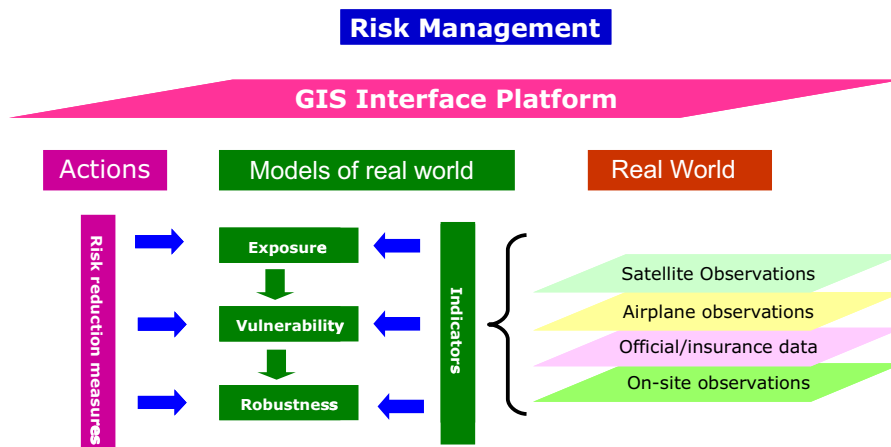 Risk Management
GIS Interface Platform
Actions
Models of real world
Real World
Risk reduction measures
Exposure
Vulnerability
Robustness
Indicators
Satellite Observations
Airplane observations
Official/insurance data
On-site observations